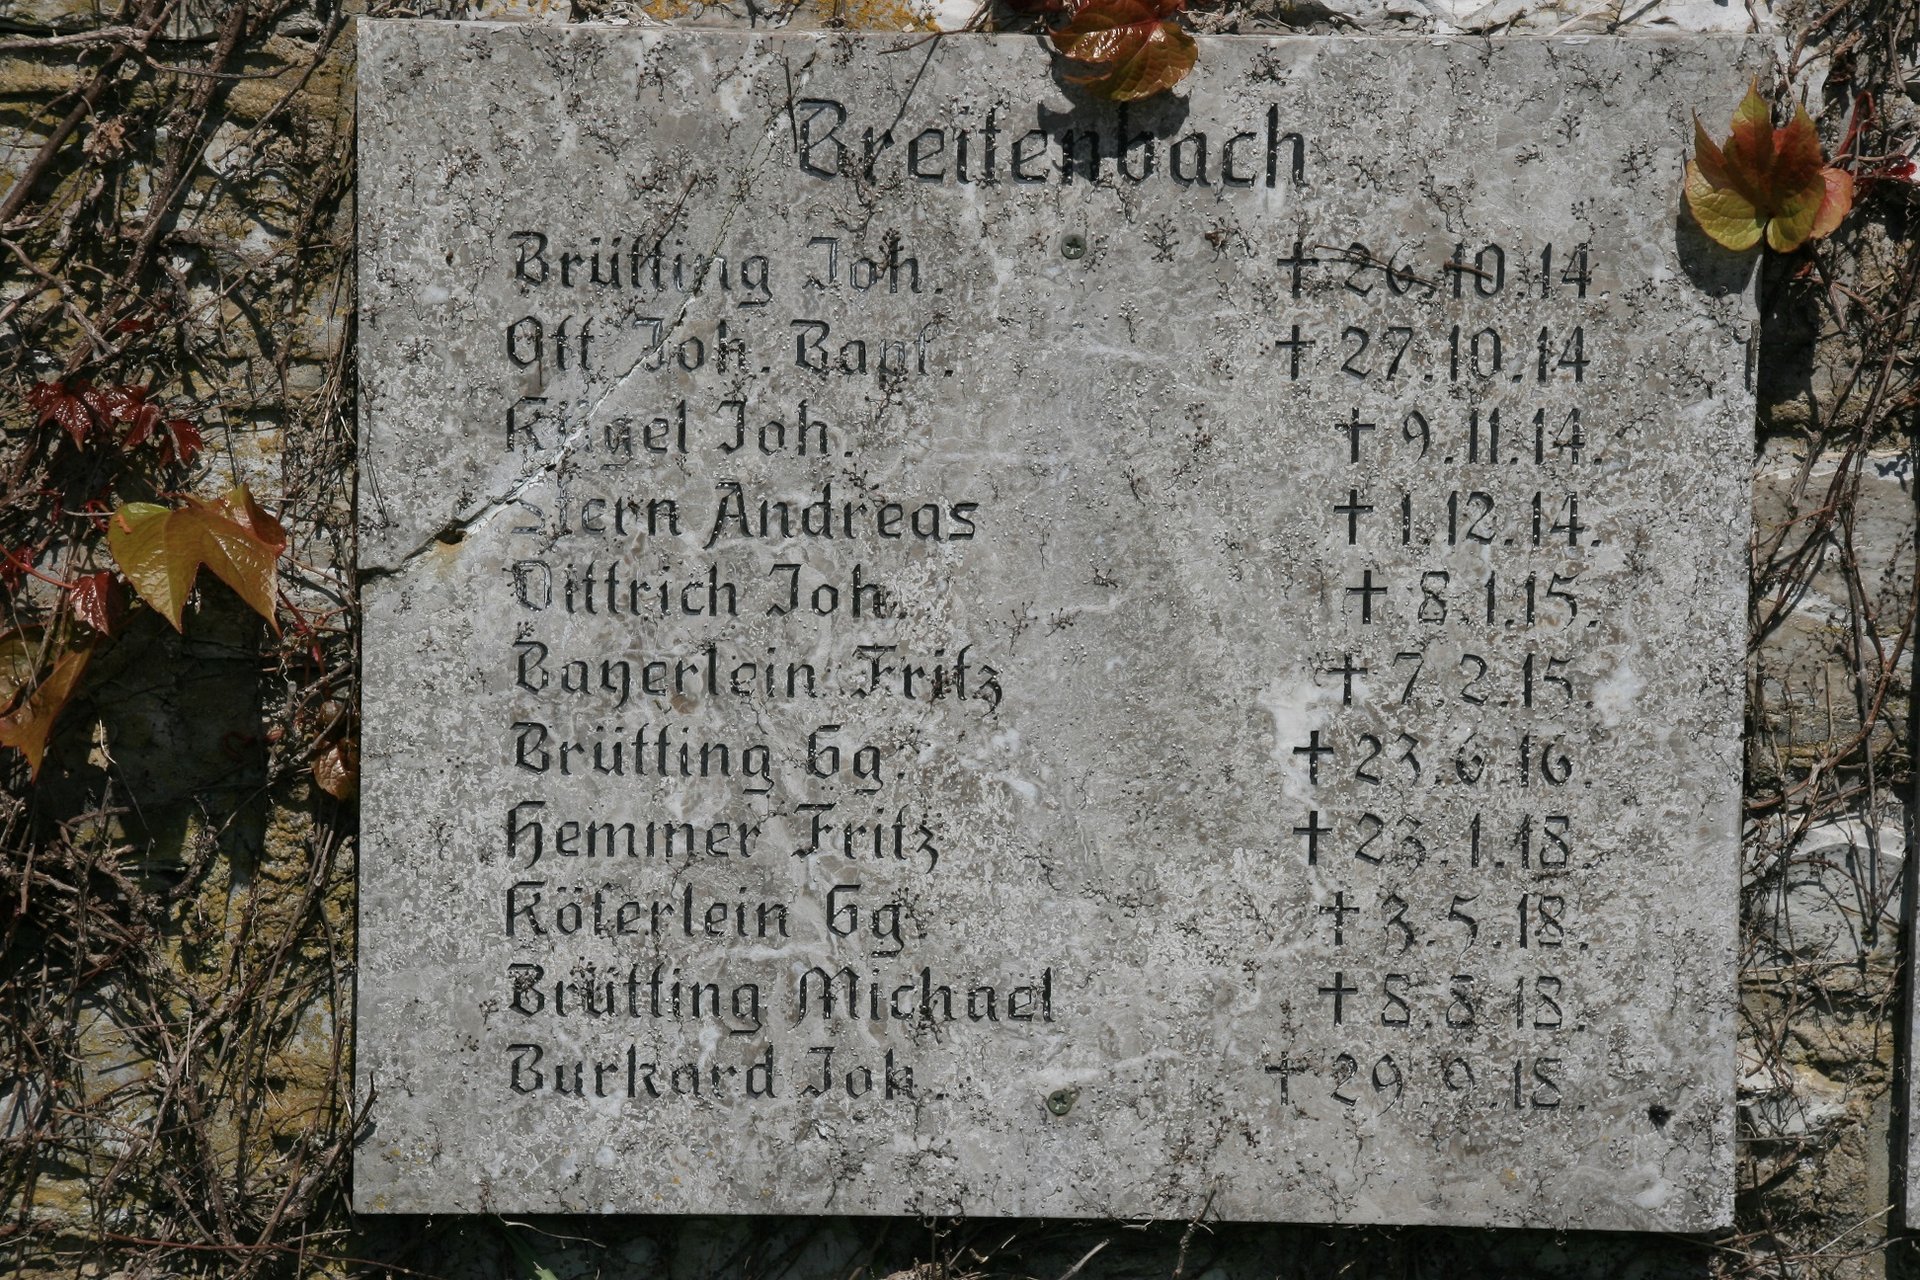 Breitenbach
Brütting Joh. † 26.10.14
Ott Joh. Bapt. † 27.10.14
Kügel Joh. † 9.11.14.
Stern Andreas † 1.12.14.
Dittrich Joh. † 8.1.15.
Bayerlein Fritz † 7.2.15.
Brütting Gg. † 23.6.16.
Hemmer Fritz † 23.1.18.
Köferlein Gg. † 3.5.18.
Brütting Michael † 8.8.18.
Burkard Joh. † 29.9.18.